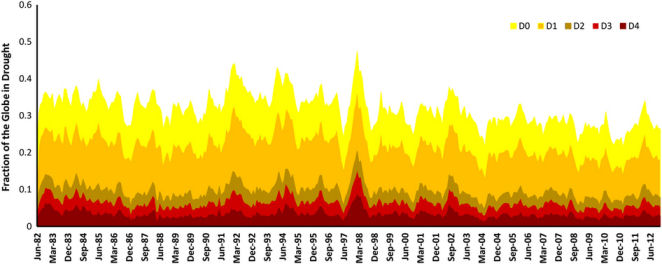 Fraction of the Globe in Drought
0.6
0.5
0.4
0.3
0.2
0.1
0
D0 D1 D2 D3 D4
Jun-82 Mar-83 Dec-83 Sep-84 Jun-85 Mar-86 Dec-86 Sep-87 Jun-88 Mar-89 Dec-89 Sep-90 Jun-91 Mar-92 Dec-92 Sep-93 Jun-94 Mar-95 Dec-95 Sep-96 Jun-97 Mar-98 Dec-98 Sep-99 Jun-00 Mar-01 Dec-01 Sep-02 Jun-03 Mar-04 Dec-04 Sep-05 Jun-06 Mar-07 Dec-07 Sep-08 Jun-09 Mar-10 Dec-10 Sep-11 Jun-12